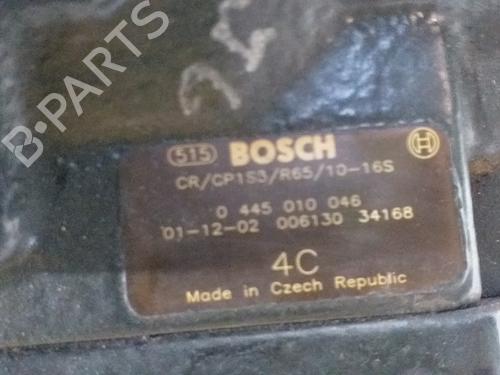 B-PARTS
515 BOSCH
CR/CP1S3/R65/10-16S
0 445 010 046
01-12-02 006130 34168
4C
Made in Czech Republic